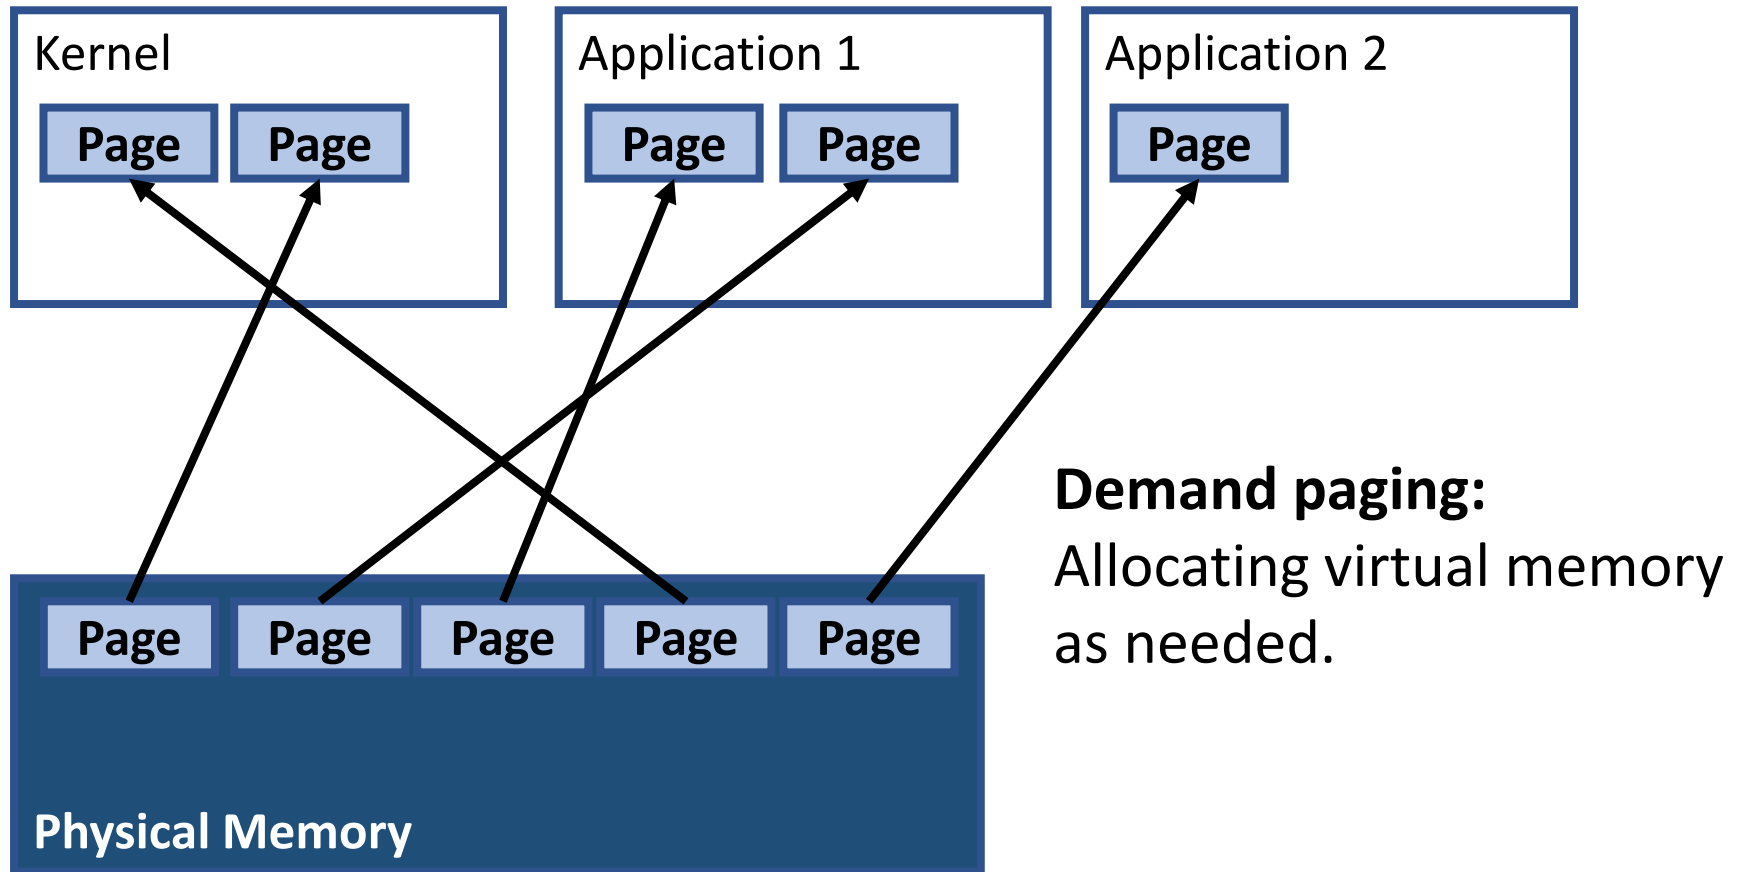 Kernel
Application 1
Application 2
Page
Page
Page
Page
Page
Demand paging:
Allocating virtual memory
as needed.
Page
Page
Page
Page
Page
Physical Memory